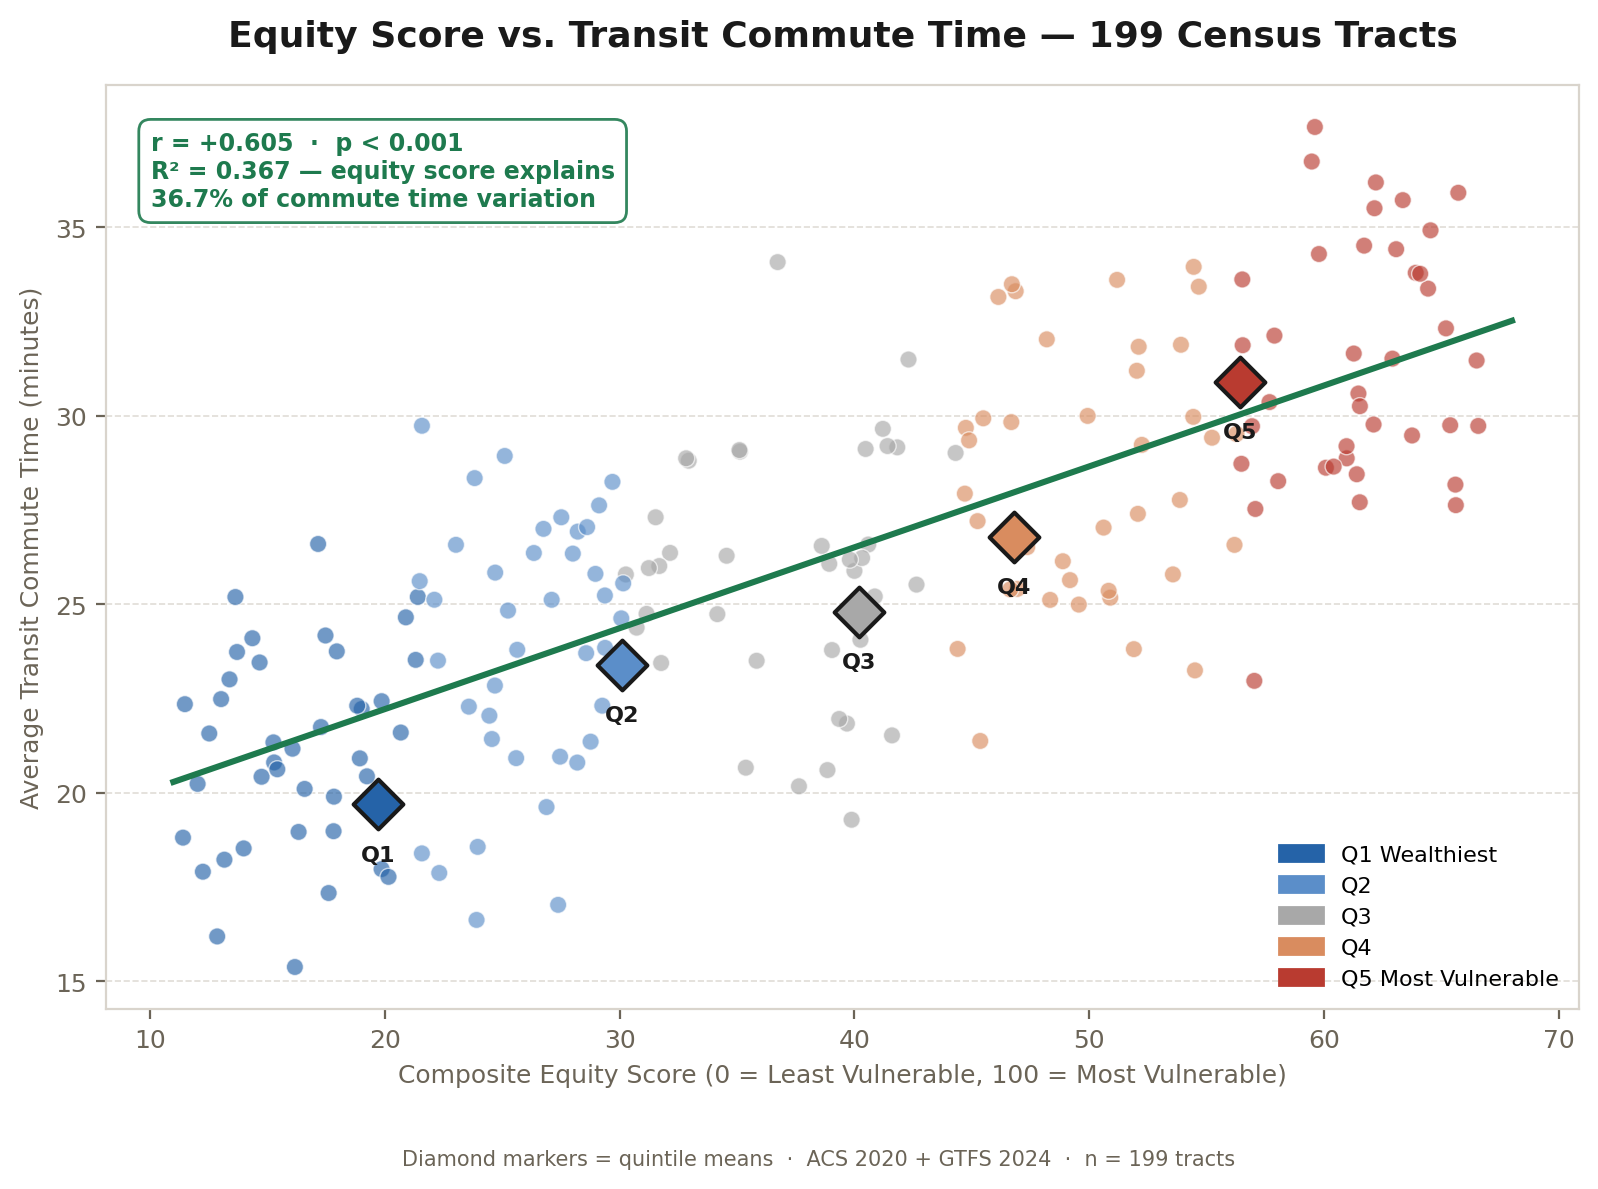 Equity Score vs. Transit Commute Time — 199 Census Tracts
r = +0.605 · p < 0.001
R² = 0.367 — equity score explains
36.7% of commute time variation
Average Transit Commute Time (minutes)
35
30
25
20
15
Q1
Q2
Q3
Q4
Q5
Q1 Wealthiest
Q2
Q3
Q4
Q5 Most Vulnerable
10 20 30 40 50 60 70
Composite Equity Score (0 = Least Vulnerable, 100 = Most Vulnerable)
Diamond markers = quintile means · ACS 2020 + GTFS 2024 · n = 199 tracts